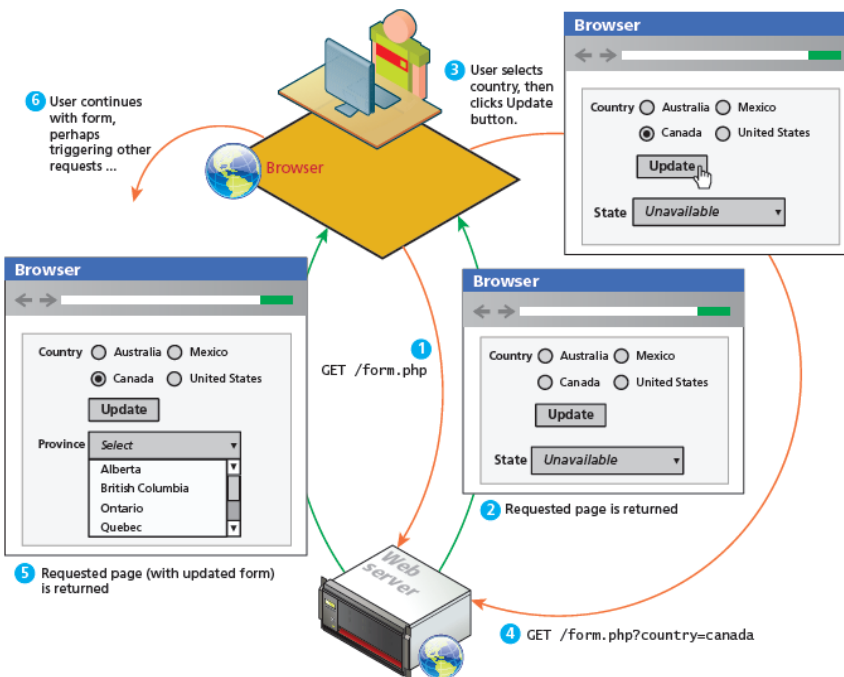 6 User continues
with form,
perhaps
triggering other
requests ...
Browser
3 User selects
country, then
clicks Update
button.
Browser
Country Australia Mexico
Canada United States
Update
State Unavailable
Browser
Country Australia Mexico
Canada United States
Update
Province Select
Alberta
British Columbia
Ontario
Quebec
5 Requested page (with updated form)
is returned
1
GET /form.php
Browser
Country Australia Mexico
Canada United States
Update
State Unavailable
2 Requested page is returned
Web
server
4 GET /form.php?country=canada